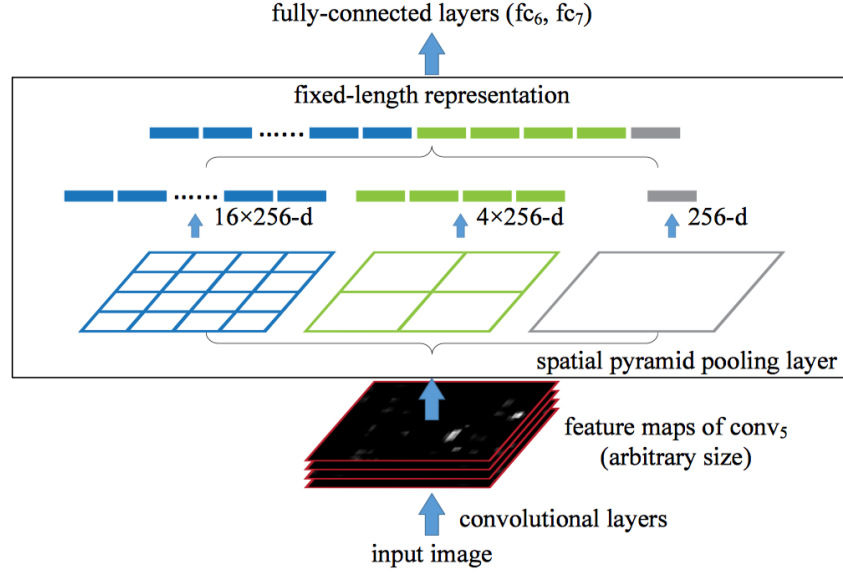 fully-connected layers (fc₆, fc₇)
fixed-length representation
16×256-d
4×256-d
256-d
spatial pyramid pooling layer
feature maps of conv₅
(arbitrary size)
convolutional layers
input image